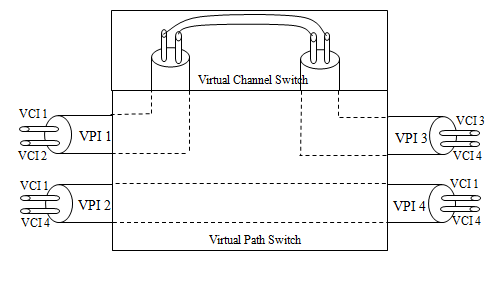 Virtual Channel Switch
VCI 1
VPI 1
VCI 2
VCI 3
VPI 3
VCI 4
VCI 1
VPI 2
VCI 4
VCI 1
VPI 4
VCI 4
Virtual Path Switch